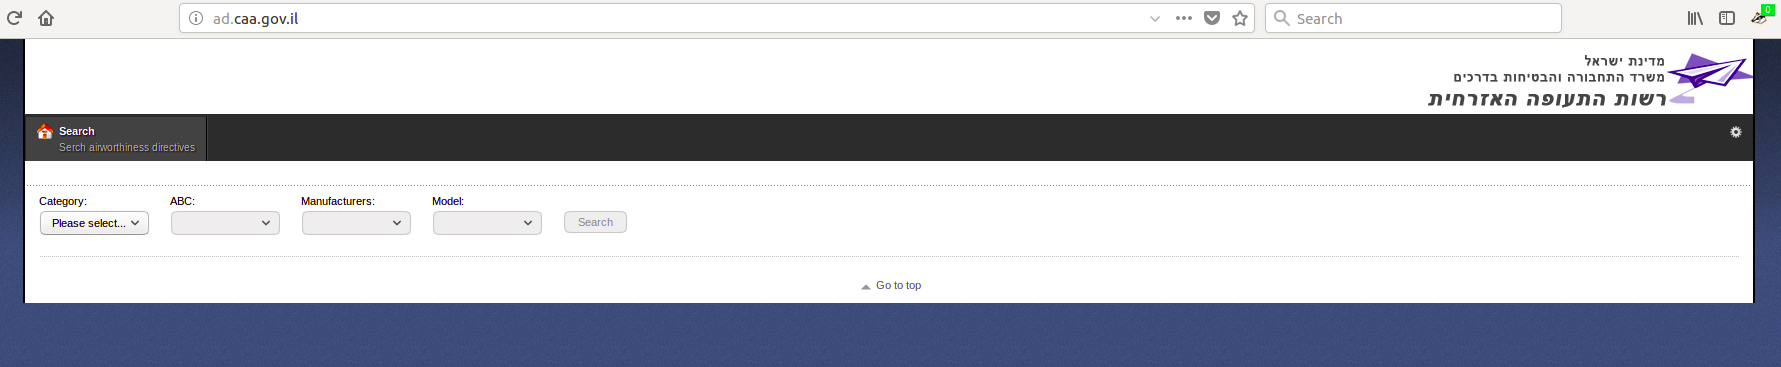 ad.caa.gov.il
Search
0
מדינת ישראל
משרד התחבורה והבטיחות בדרכים
רשות התעופה האזרחית
Search
Serch airworthiness directives
Category: ABC: Manufacturers: Model:
Please select... Search
Go to top